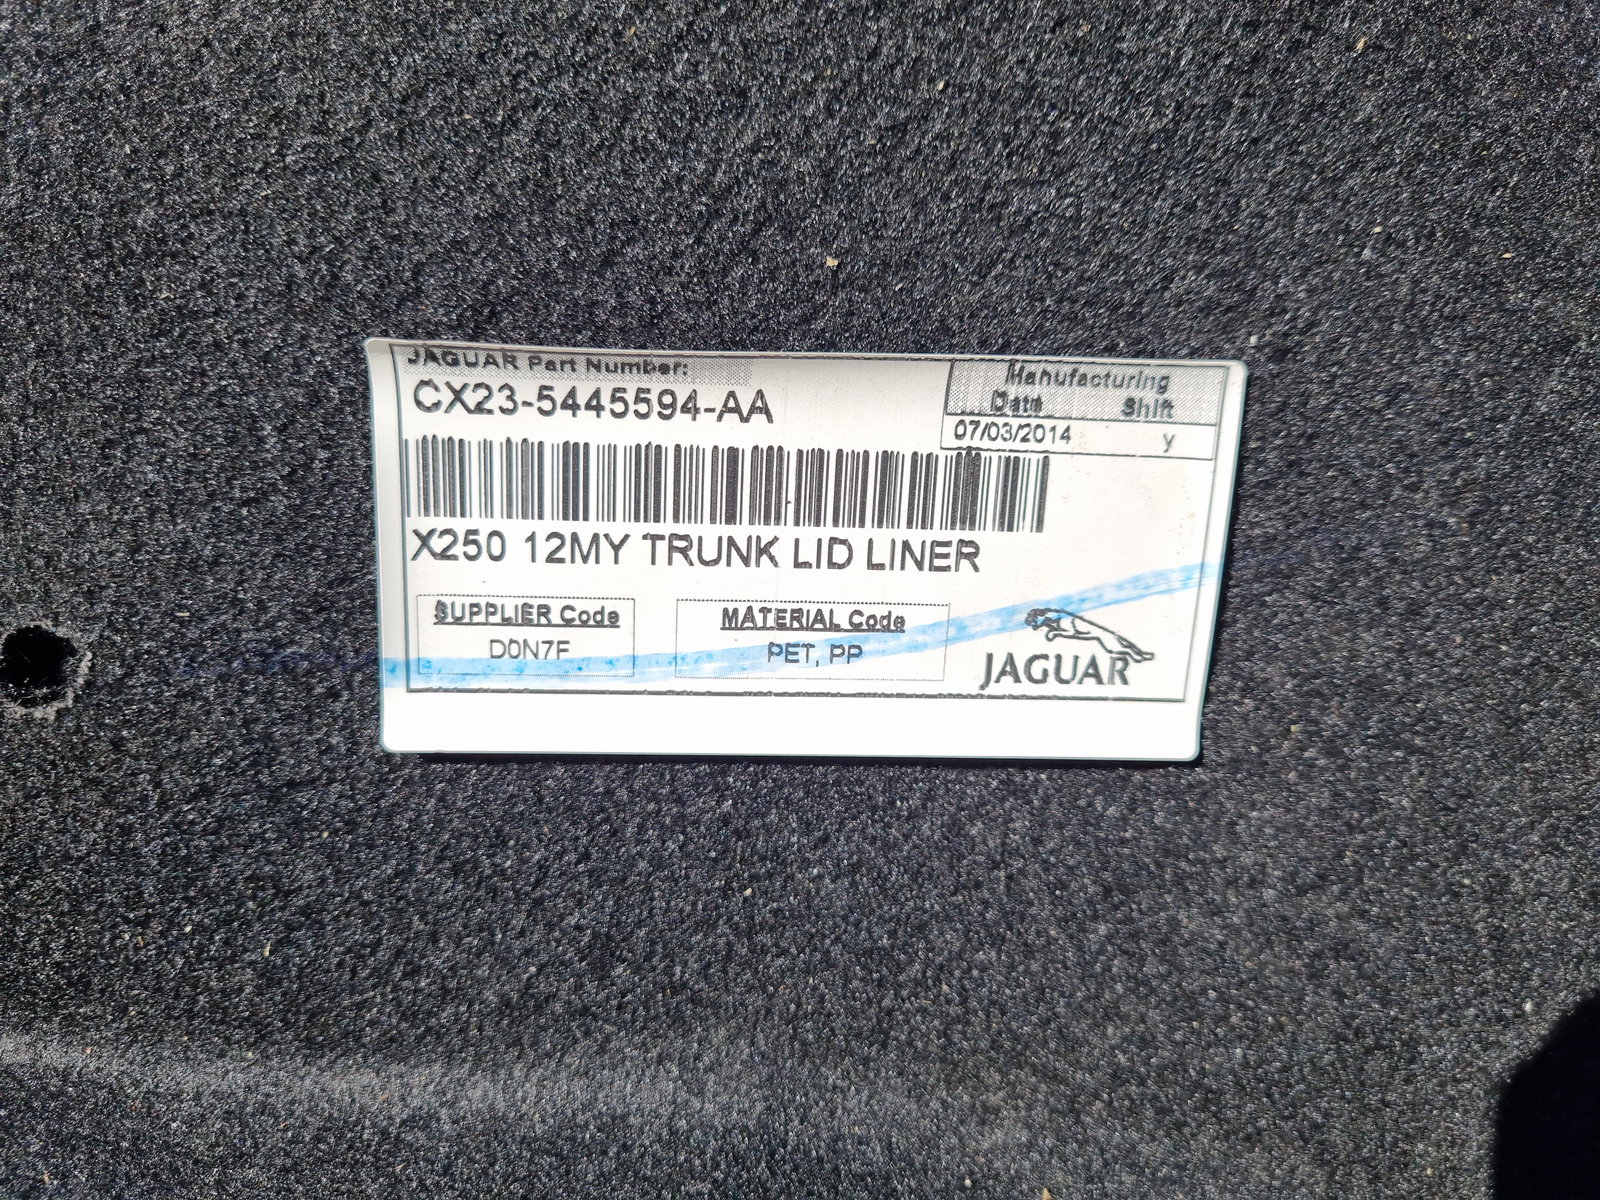 JAGUAR Part Number:
CX23-5445594-AA
Manufacturing
Date Shift
07/03/2014 y
X250 12MY TRUNK LID LINER
SUPPLIER Code
D0N7F
MATERIAL Code
PET, PP
JAGUAR